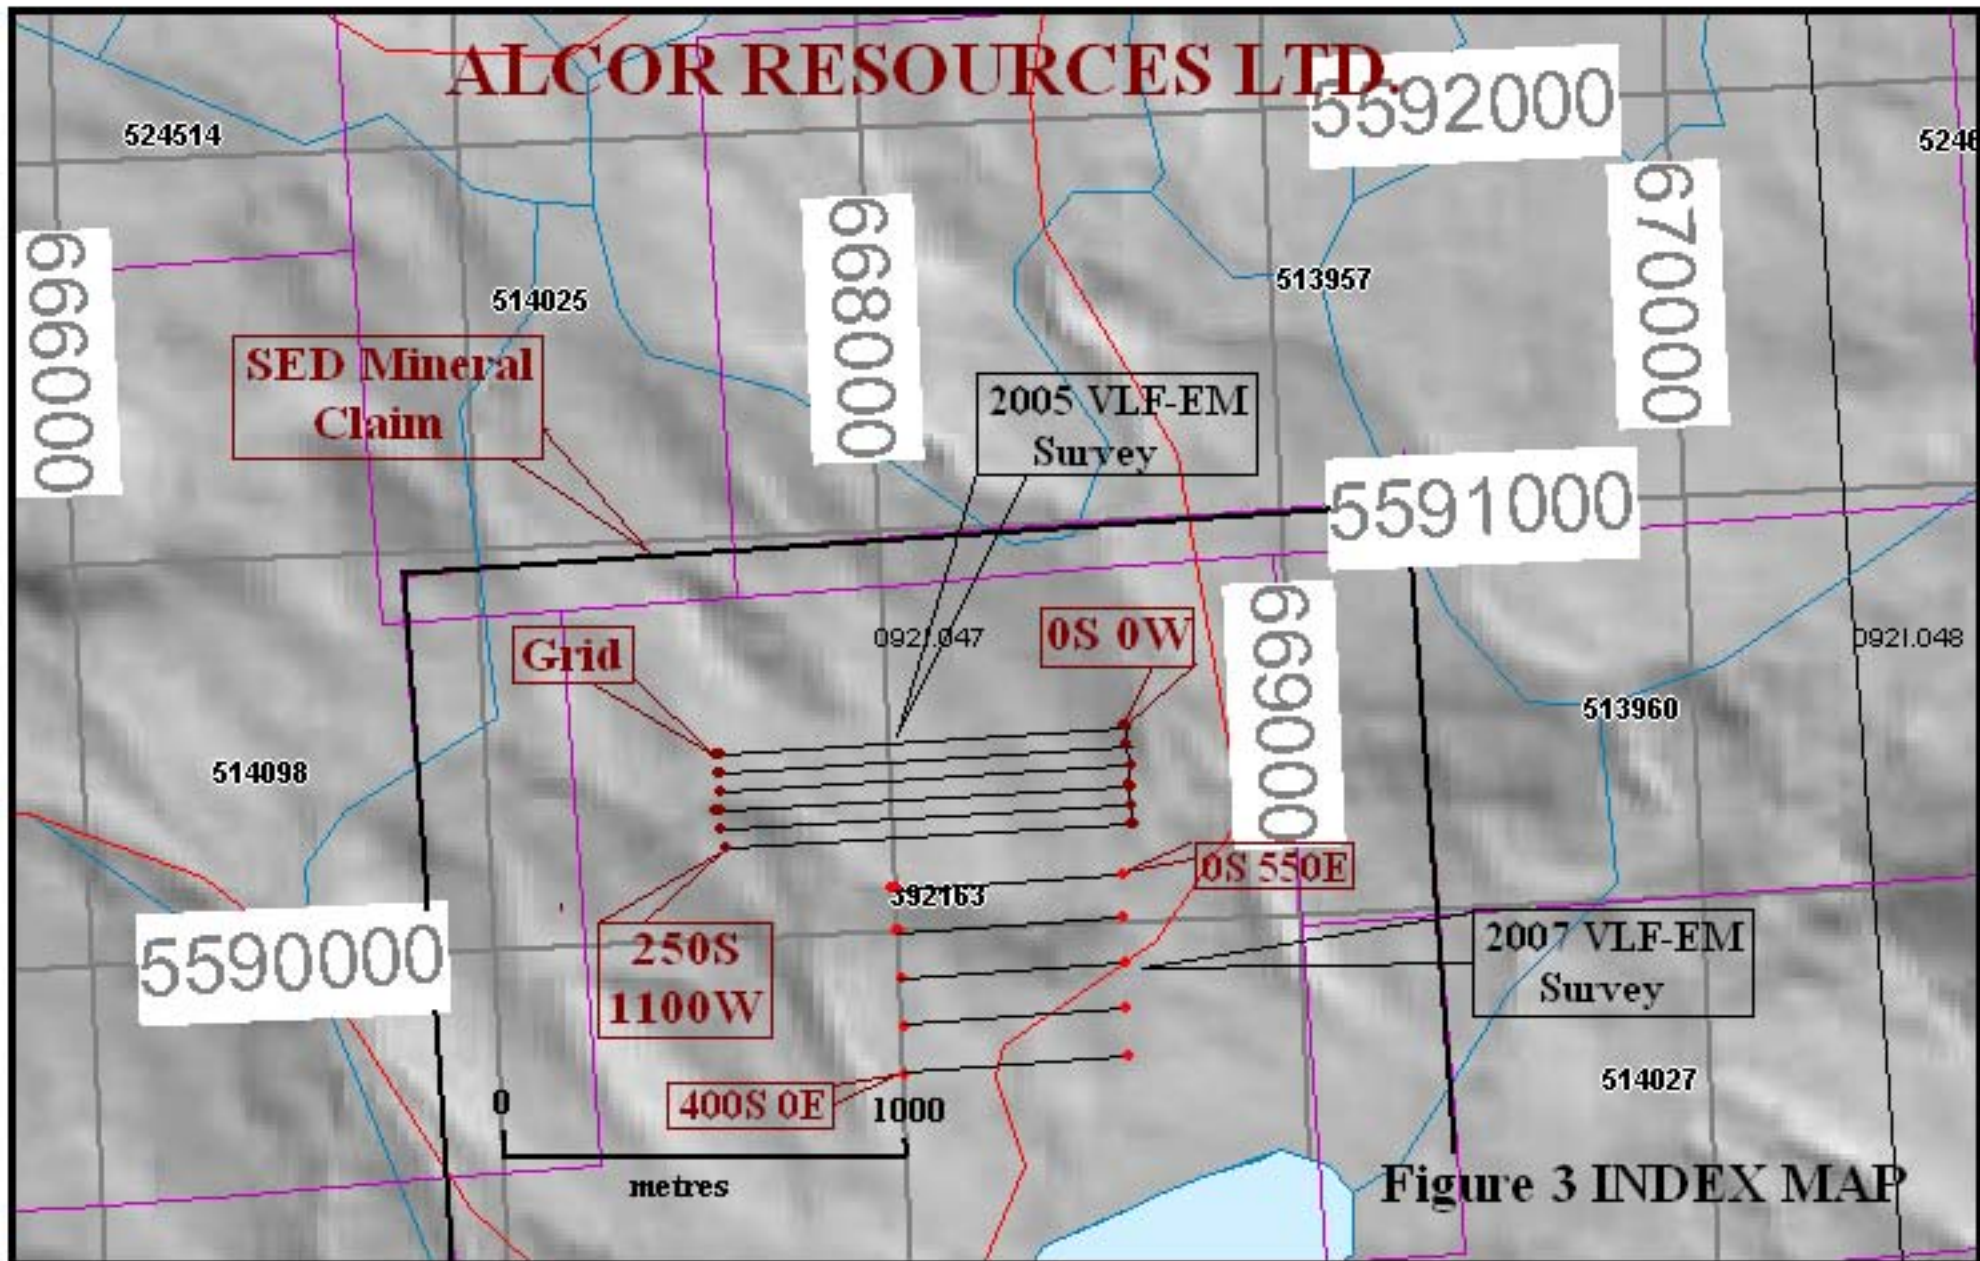 ALCOR RESOURCES LTD.
5592000
524514
666000
668000
670000
514025
513957
SED Mineral
Claim
2005 VLF-EM
Survey
5591000
Grid
092I.047
0S 0W
669000
092I.048
513960
514098
0S 550E
392163
250S
1100W
5590000
2007 VLF-EM
Survey
514027
400S 0E
0
1000
metres
Figure 3 INDEX MAP